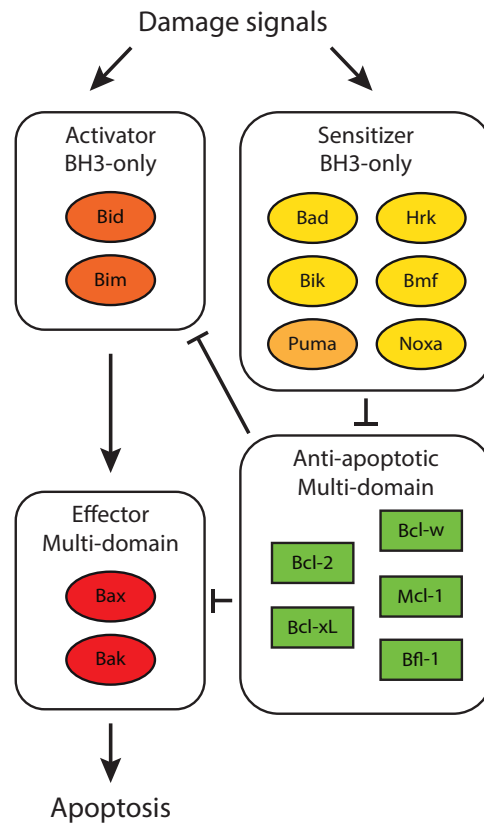 Damage signals
Activator
BH3-only
Bid
Bim
Sensitizer
BH3-only
Bad
Hrk
Bik
Bmf
Puma
Noxa
Effector
Multi-domain
Bax
Bak
Anti-apoptotic
Multi-domain
Bcl-w
Bcl-2
Mcl-1
Bcl-xL
Bfl-1
Apoptosis